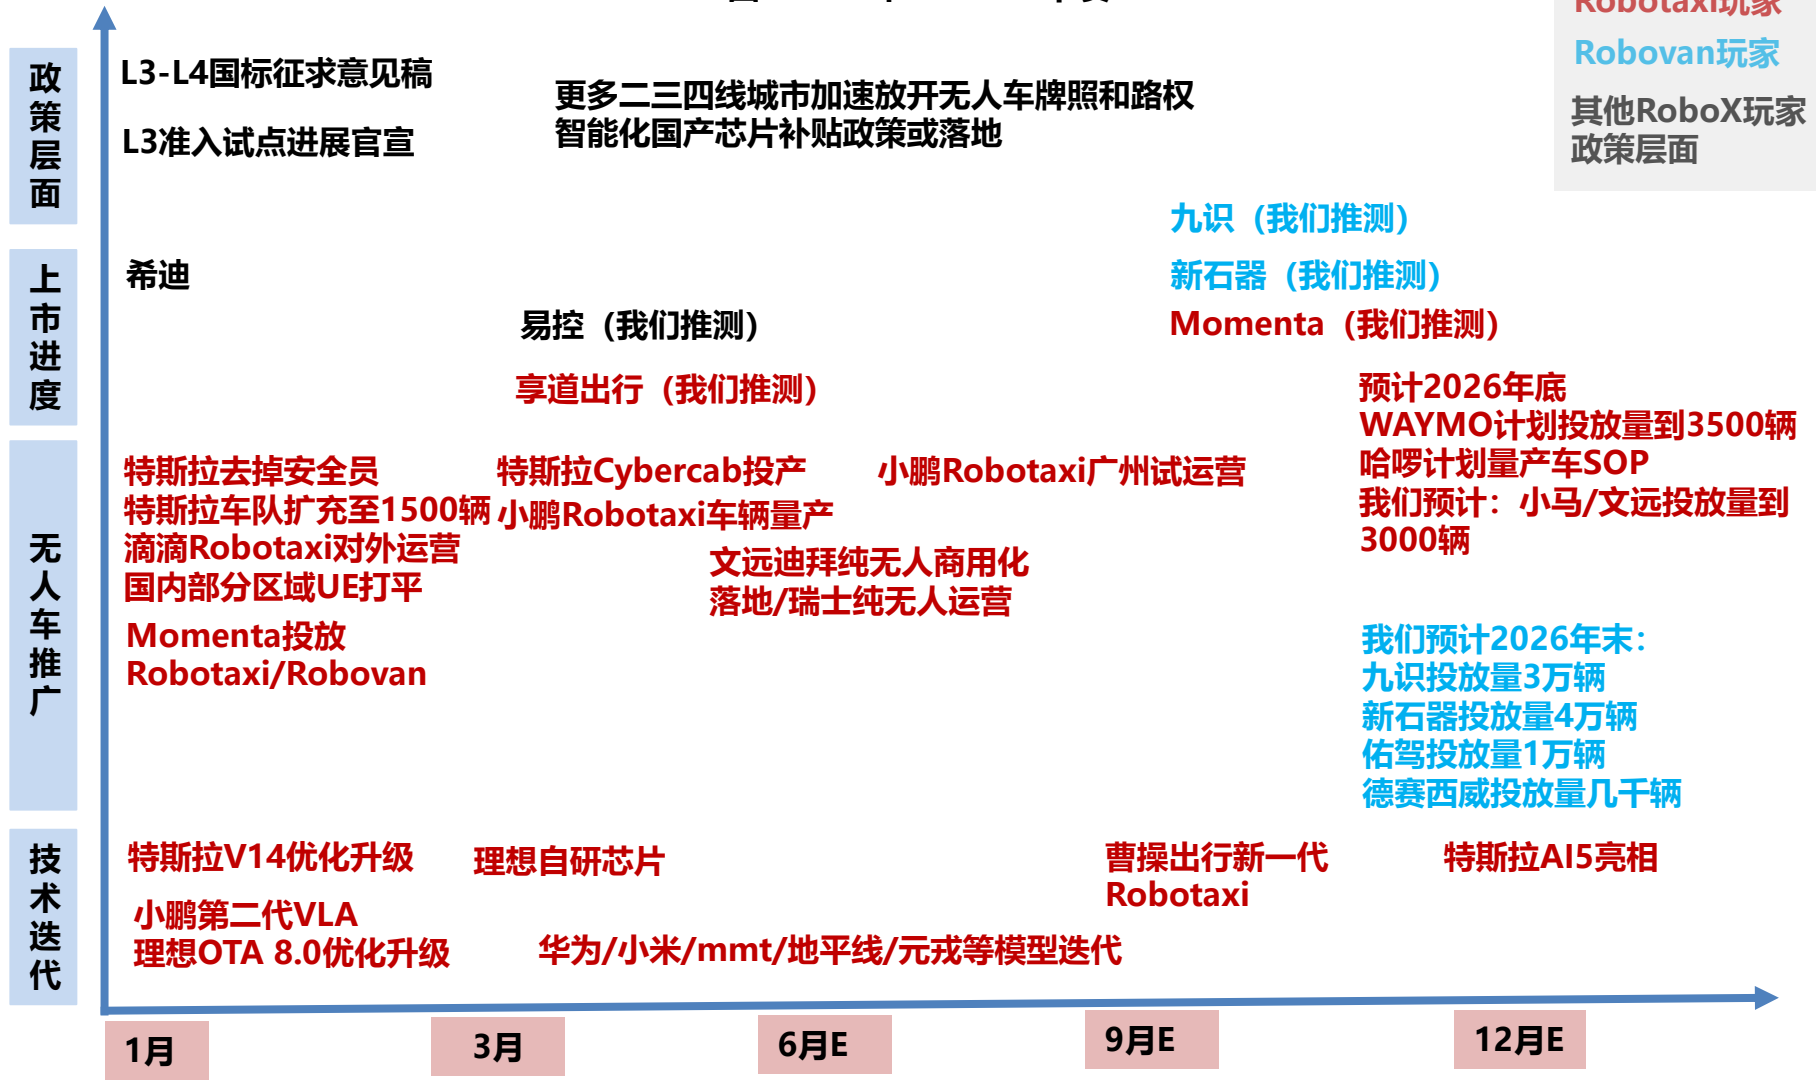 Robotaxi玩家
Robovan玩家
其他RoboX玩家
政策层面
政策层面
L3-L4国标征求意见稿
L3准入试点进展官宣
更多二三四线城市加速放开无人车牌照和路权
智能化国产芯片补贴政策或落地
上市进度
九识（我们推测）
希迪
新石器（我们推测）
易控（我们推测）
Momenta（我们推测）
享道出行（我们推测）
无人车推广
特斯拉去掉安全员
特斯拉车队扩充至1500辆
滴滴Robotaxi对外运营
国内部分区域UE打平
Momenta投放
Robotaxi/Robovan
特斯拉Cybercab投产
小鹏Robotaxi车辆量产
小鹏Robotaxi广州试运营
文远迪拜纯无人商用化
落地/瑞士纯无人运营
预计2026年底
WAYMO计划投放量到3500辆
哈啰计划量产车SOP
我们预计：小马/文远投放量到
3000辆
我们预计2026年末：
九识投放量3万辆
新石器投放量4万辆
佑驾投放量1万辆
德赛西威投放量几千辆
技术迭代
特斯拉V14优化升级
小鹏第二代VLA
理想OTA 8.0优化升级
理想自研芯片
华为/小米/mmt/地平线/元戎等模型迭代
曹操出行新一代
Robotaxi
特斯拉AI5亮相
1月
3月
6月E
9月E
12月E